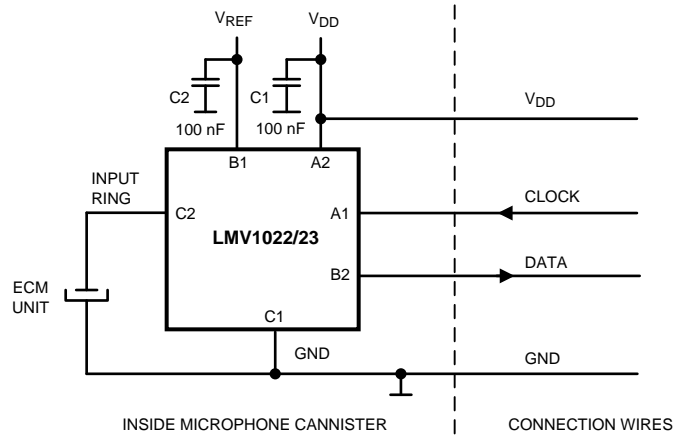 VREF
VDD
C2
C1
100 nF
100 nF
VDD
B1
A2
INPUT
RING
C2
A1
CLOCK
LMV1022/23
B2
DATA
ECM
UNIT
C1
GND
GND
INSIDE MICROPHONE CANNISTER
CONNECTION WIRES